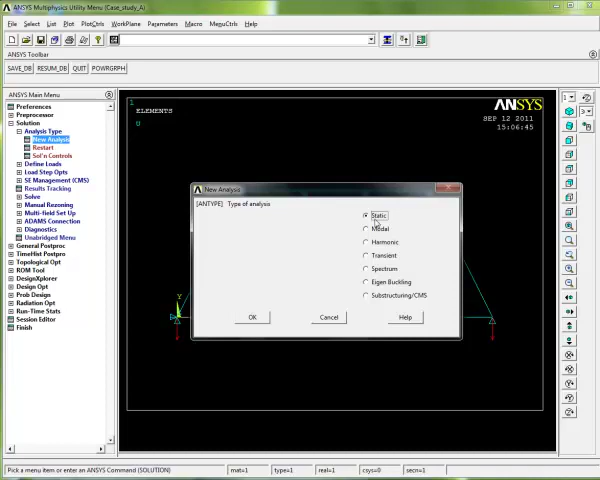 ANSYS Multiphysics Utility Menu (Case_study_A)
File Select List Plot PlotCtrls WorkPlane Parameters Macro MenuCtrls Help
ANSYS Toolbar
SAVE_DB RESUM_DB QUIT POWRGRPH
ANSYS Main Menu
Preferences
Preprocessor
Solution
Analysis Type
New Analysis
Restart
Sol'n Controls
Define Loads
Load Step Opts
SE Management (CMS)
Results Tracking
Solve
Manual Rezoning
Multi-field Set Up
ADAMS Connection
Diagnostics
Unabridged Menu
General Postproc
TimeHist Postpro
Topological Opt
ROM Tool
DesignXplorer
Design Opt
Prob Design
Radiation Opt
Run-Time Stats
Session Editor
Finish
1
ELEMENTS
U
ANSYS
SEP 12 2011
15:06:45
New Analysis
[ANTYPE] Type of analysis
Static
Modal
Harmonic
Transient
Spectrum
Eigen Buckling
Substructuring/CMS
OK Cancel Help
Y
1
3
Pick a menu item or enter an ANSYS Command (SOLUTION) mat=1 type=1 real=1 csys=0 secn=1